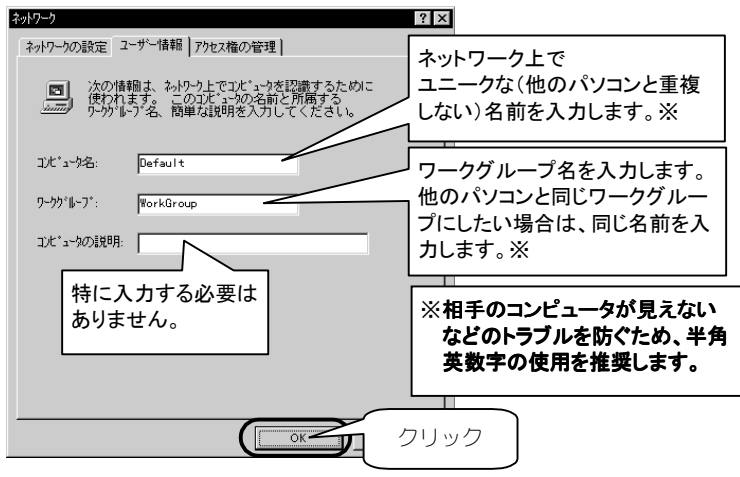 ネットワーク
ネットワークの設定 ユーザー情報 アクセス権の管理
次の情報は、ネットワーク上でコンピュータを認識するために
使われます。 このコンピュータの名前と所属する
ワークグループ名、簡単な説明を入力してください。
コンピュータ名: Default
ワークグループ: WorkGroup
コンピュータの説明:
ネットワーク上で
ユニークな(他のパソコンと重複
しない)名前を入力します。※
ワークグループ名を入力します。
他のパソコンと同じワークグルー
プにしたい場合は、同じ名前を入
力します。※
特に入力する必要は
ありません。
※相手のコンピュータが見えない
などのトラブルを防ぐため、半角
英数字の使用を推奨します。
OK
クリック